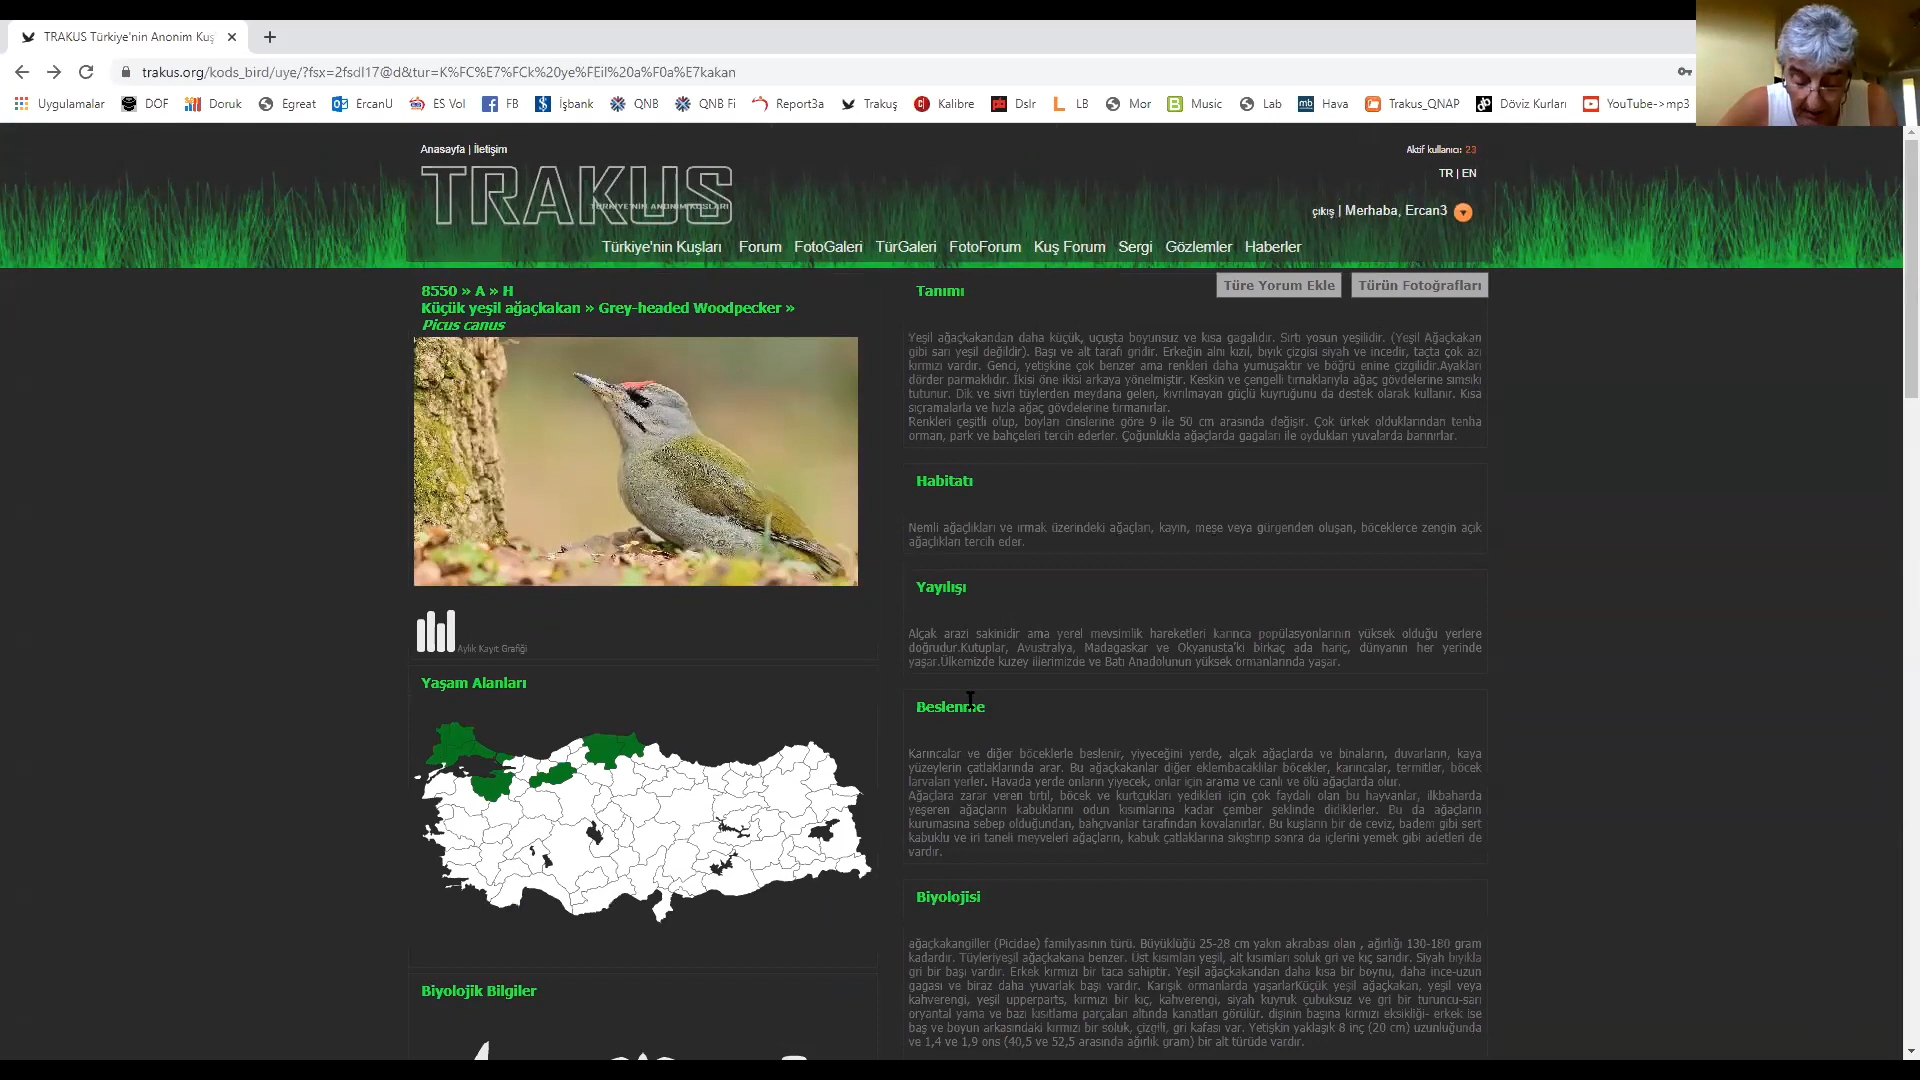 TRAKUS Türkiye'nin Anonim Kuş
trakus.org/kods_bird/uye/?fsx=2fsdl17@d&tur=K%FC%E7%FCk%20ye%FEil%20a%F0a%E7kakan
Uygulamalar DOF Doruk Egreat ErcanU ES Vol FB İşbank QNB QNB Fi Report3a Trakuş Kalibre Dslr LB Mor Music Lab Hava Trakus_QNAP Döviz Kurları YouTube->mp3
Anasayfa | İletişim
Aktif kullanıcı: 23
TR | EN
TRAKUS
TÜRKİYE'NİN ANONİM KUŞLARI
çıkış | Merhaba, Ercan3
Türkiye'nin Kuşları Forum FotoGaleri TürGaleri FotoForum Kuş Forum Sergi Gözlemler Haberler
8550 » A » H
Küçük yeşil ağaçkakan » Grey-headed Woodpecker »
Picus canus
Aylık Kayıt Grafiği
Yaşam Alanları
Biyolojik Bilgiler
Tanımı
Türe Yorum Ekle
Türün Fotoğrafları
Yeşil ağaçkakandan daha küçük, uçuşta boyunsuz ve kısa gagalıdır. Sırtı yosun yeşilidir. (Yeşil Ağaçkakan
gibi sarı yeşil değildir). Başı ve alt tarafı gridir. Erkeğin alnı kızıl, bıyık çizgisi siyah ve incedir, taçta çok azı
kırmızı vardır. Genci, yetişkine çok benzer ama renkleri daha yumuşaktır ve böğrü enine çizgilidir.Ayakları
dörder parmaklıdır. İkisi öne ikisi arkaya yönelmiştir. Keskin ve çengelli tırnaklarıyla ağaç gövdelerine sımsıkı
tutunur. Dik ve sivri tüylerden meydana gelen, kıvrılmayan güçlü kuyruğunu da destek olarak kullanır. Kısa
sıçramalarla ve hızla ağaç gövdelerine tırmanırlar.
Renkleri çeşitli olup, boyları cinslerine göre 9 ile 50 cm arasında değişir. Çok ürkek olduklarından tenha
orman, park ve bahçeleri tercih ederler. Çoğunlukla ağaçlarda gagaları ile oydukları yuvalarda barınırlar.
Habitatı
Nemli ağaçlıkları ve ırmak üzerindeki ağaçları, kayın, meşe veya gürgenden oluşan, böceklerce zengin açık
ağaçlıkları tercih eder.
Yayılışı
Alçak arazi sakinidir ama yerel mevsimlik hareketleri karınca popülasyonlarının yüksek olduğu yerlere
doğrudur.Kutuplar, Avustralya, Madagaskar ve Okyanusta'ki birkaç ada hariç, dünyanın her yerinde
yaşar.Ülkemizde kuzey illerimizde ve Batı Anadolunun yüksek ormanlarında yaşar.
Beslenme
Karıncalar ve diğer böceklerle beslenir, yiyeceğini yerde, alçak ağaçlarda ve binaların, duvarların, kaya
yüzeylerin çatlaklarında arar. Bu ağaçkakanlar diğer eklembacaklılar böcekler, karıncalar, termitler, böcek
larvaları yerler. Havada yerde onların yiyecek, onlar için arama ve canlı ve ölü ağaçlarda olur.
Ağaçlara zarar veren tırtıl, böcek ve kurtçukları yedikleri için çok faydalı olan bu hayvanlar, ilkbaharda
yeşeren ağaçların kabuklarını odun kısımlarına kadar çember şeklinde didiklerler. Bu da ağaçların
kurumasına sebep olduğundan, bahçıvanlar tarafından kovalanırlar. Bu kuşların bir de ceviz, badem gibi sert
kabuklu ve iri taneli meyveleri ağaçların, kabuk çatlaklarına sıkıştırıp sonra da içlerini yemek gibi adetleri de
vardır.
Biyolojisi
ağaçkakangiller (Picidae) familyasının türü. Büyüklüğü 25-28 cm yakın akrabası olan , ağırlığı 130-180 gram
kadardır. Tüyleriyeşil ağaçkakana benzer. Üst kısımları yeşil, alt kısımları soluk gri ve kıç sarıdır. Siyah bıyıkla
gri bir başı vardır. Erkek kırmızı bir taca sahiptir. Yeşil ağaçkakandan daha kısa bir boynu, daha ince-uzun
gagası ve biraz daha yuvarlak başı vardır. Karışık ormanlarda yaşarlarKüçük yeşil ağaçkakan, yeşil veya
kahverengi, yeşil upperparts, kırmızı bir kıç, kahverengi, siyah kuyruk çubuksuz ve gri bir turuncu-sarı
oryantal yama ve bazı kısıtlama parçaları altında kanatları görülür. dişinin başına kırmızı eksikliği- erkek ise
baş ve boyun arkasındaki kırmızı bir soluk, çizgili, gri kafası var. Yetişkin yaklaşık 8 inç (20 cm) uzunluğunda
ve 1,4 ve 1,9 ons (40,5 ve 52,5 arasında ağırlık gram) bir alt türüde vardır.